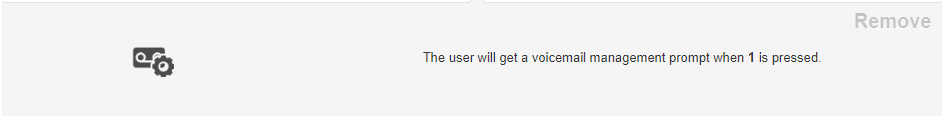 Remove
The user will get a voicemail management prompt when 1 is pressed.